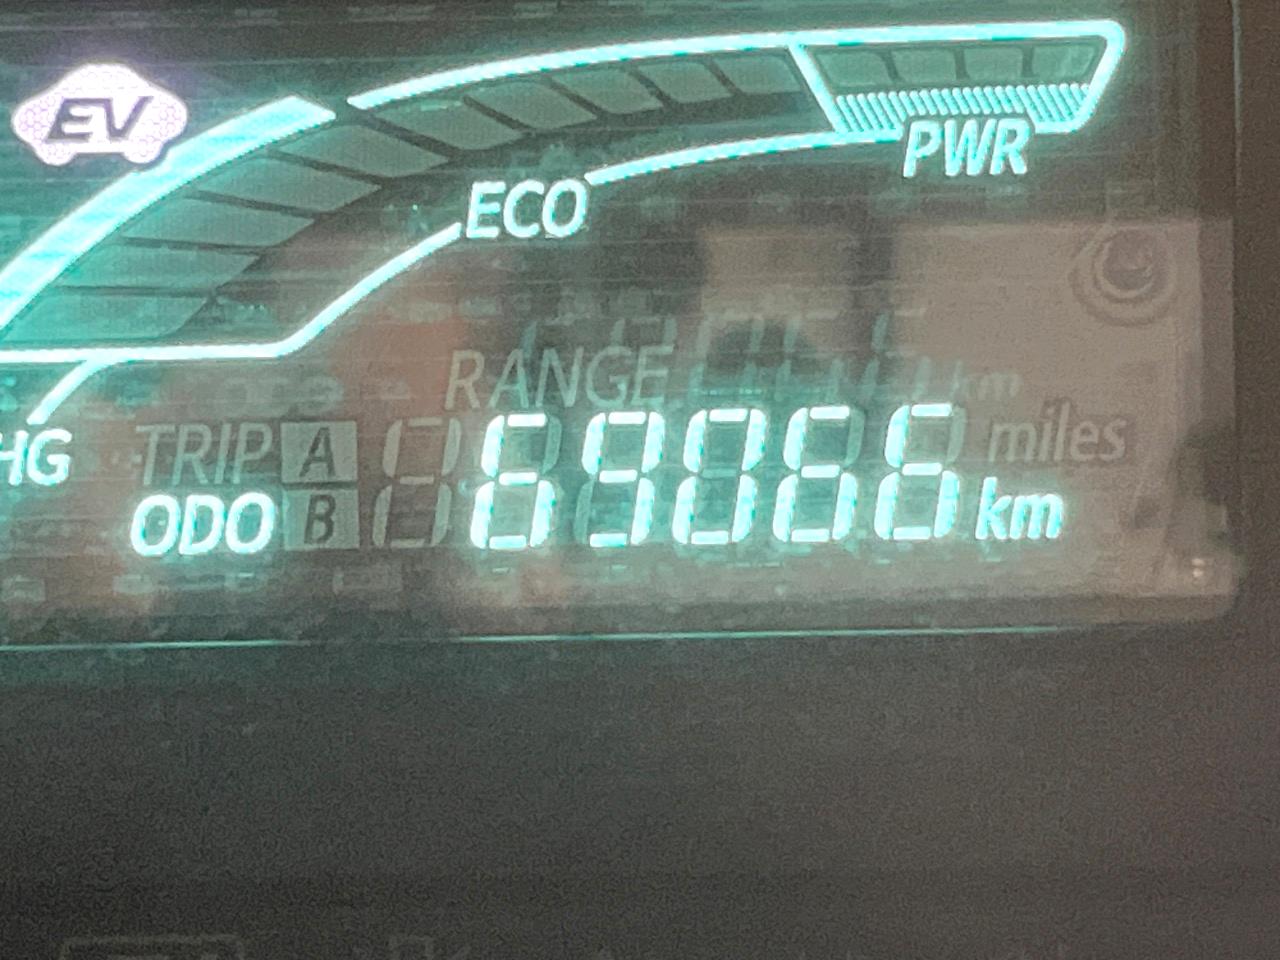 EV
PWR
ECO
RANGE
km
HG
TRIP A
miles
ODO B 69066 km